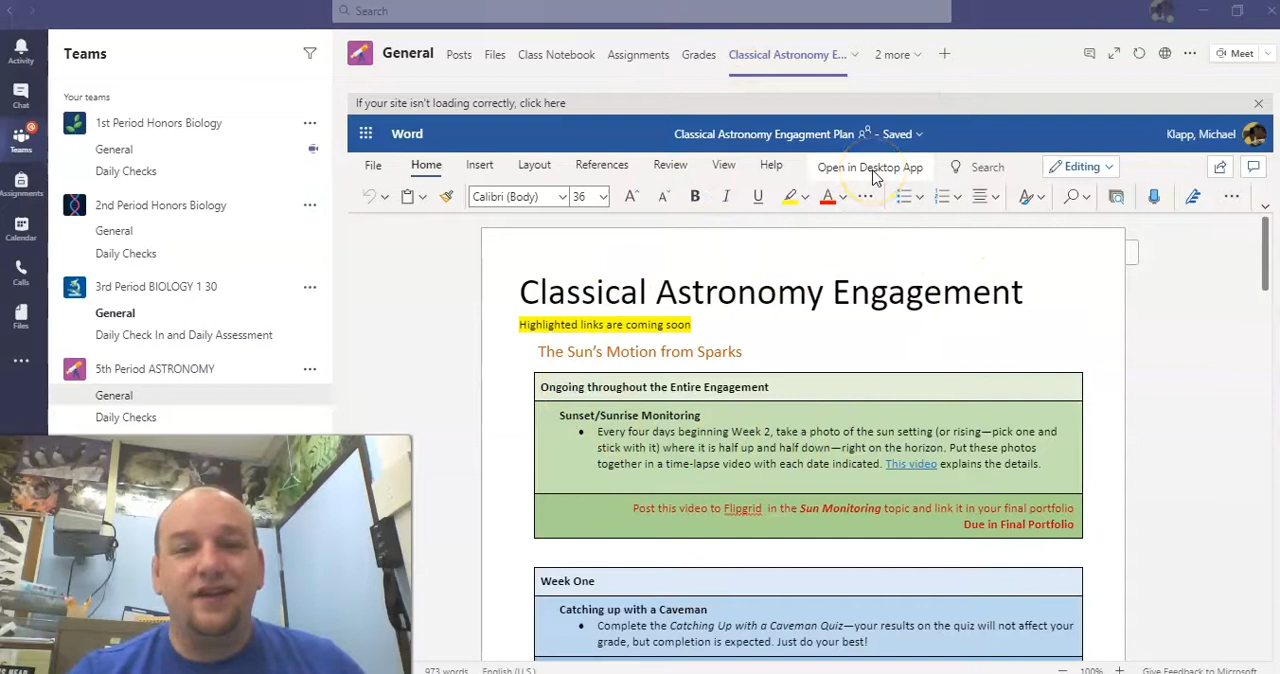 Search
Activity
Chat
Teams
Assignments
Calendar
Calls
Files
Teams
Your teams
1st Period Honors Biology
General
Daily Checks
2nd Period Honors Biology
General
Daily Checks
3rd Period BIOLOGY 1 30
General
Daily Check In and Daily Assessment
5th Period ASTRONOMY
General
Daily Checks
General Posts Files Class Notebook Assignments Grades Classical Astronomy E... 2 more Meet
If your site isn't loading correctly, click here
Word Classical Astronomy Engagment Plan - Saved Klapp, Michael
File Home Insert Layout References Review View Help Open in Desktop App Search Editing
Calibri (Body) 36
Classical Astronomy Engagement
Highlighted links are coming soon
The Sun's Motion from Sparks
Ongoing throughout the Entire Engagement
Sunset/Sunrise Monitoring
• Every four days beginning Week 2, take a photo of the sun setting (or rising—pick one and
stick with it) where it is half up and half down—right on the horizon. Put these photos
together in a time-lapse video with each date indicated. This video explains the details.
Post this video to Flipgrid in the Sun Monitoring topic and link it in your final portfolio
Due in Final Portfolio
Week One
Catching up with a Caveman
• Complete the Catching Up with a Caveman Quiz—your results on the quiz will not affect your
grade, but completion is expected. Just do your best!
973 words English (U.S.) 100% Give Feedback to Microsoft